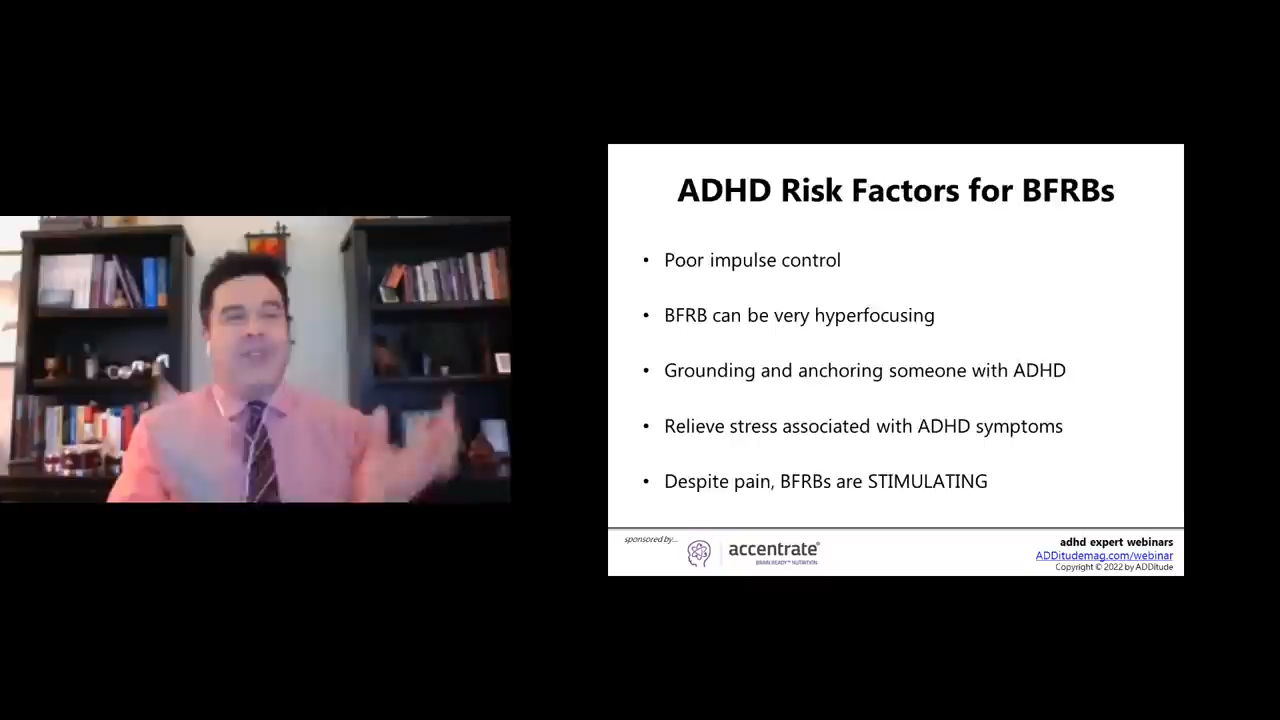 ADHD Risk Factors for BFRBs
• Poor impulse control
• BFRB can be very hyperfocusing
• Grounding and anchoring someone with ADHD
• Relieve stress associated with ADHD symptoms
• Despite pain, BFRBs are STIMULATING
sponsored by...
accentrate®
BRAIN READY™ NUTRITION
adhd expert webinars
ADDitudemag.com/webinar
Copyright © 2022 by ADDitude